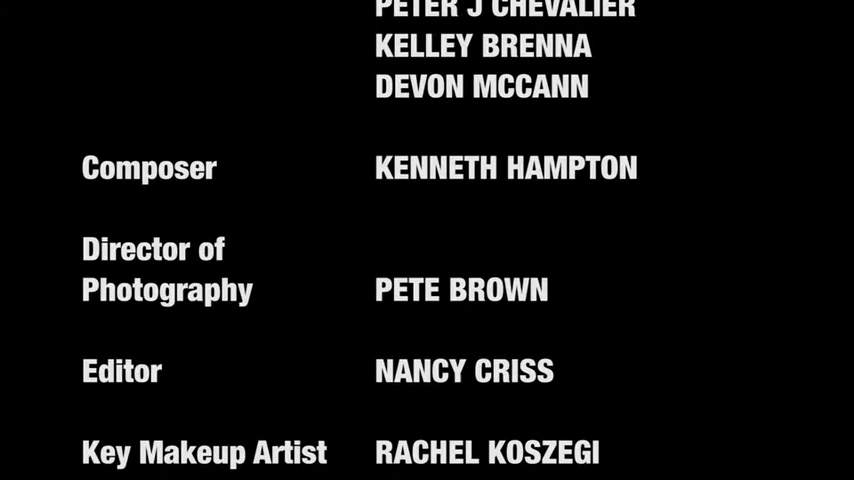 PETER J CHEVALIER
KELLEY BRENNA
DEVON MCCANN
Composer KENNETH HAMPTON
Director of
Photography PETE BROWN
Editor NANCY CRISS
Key Makeup Artist RACHEL KOSZEGI